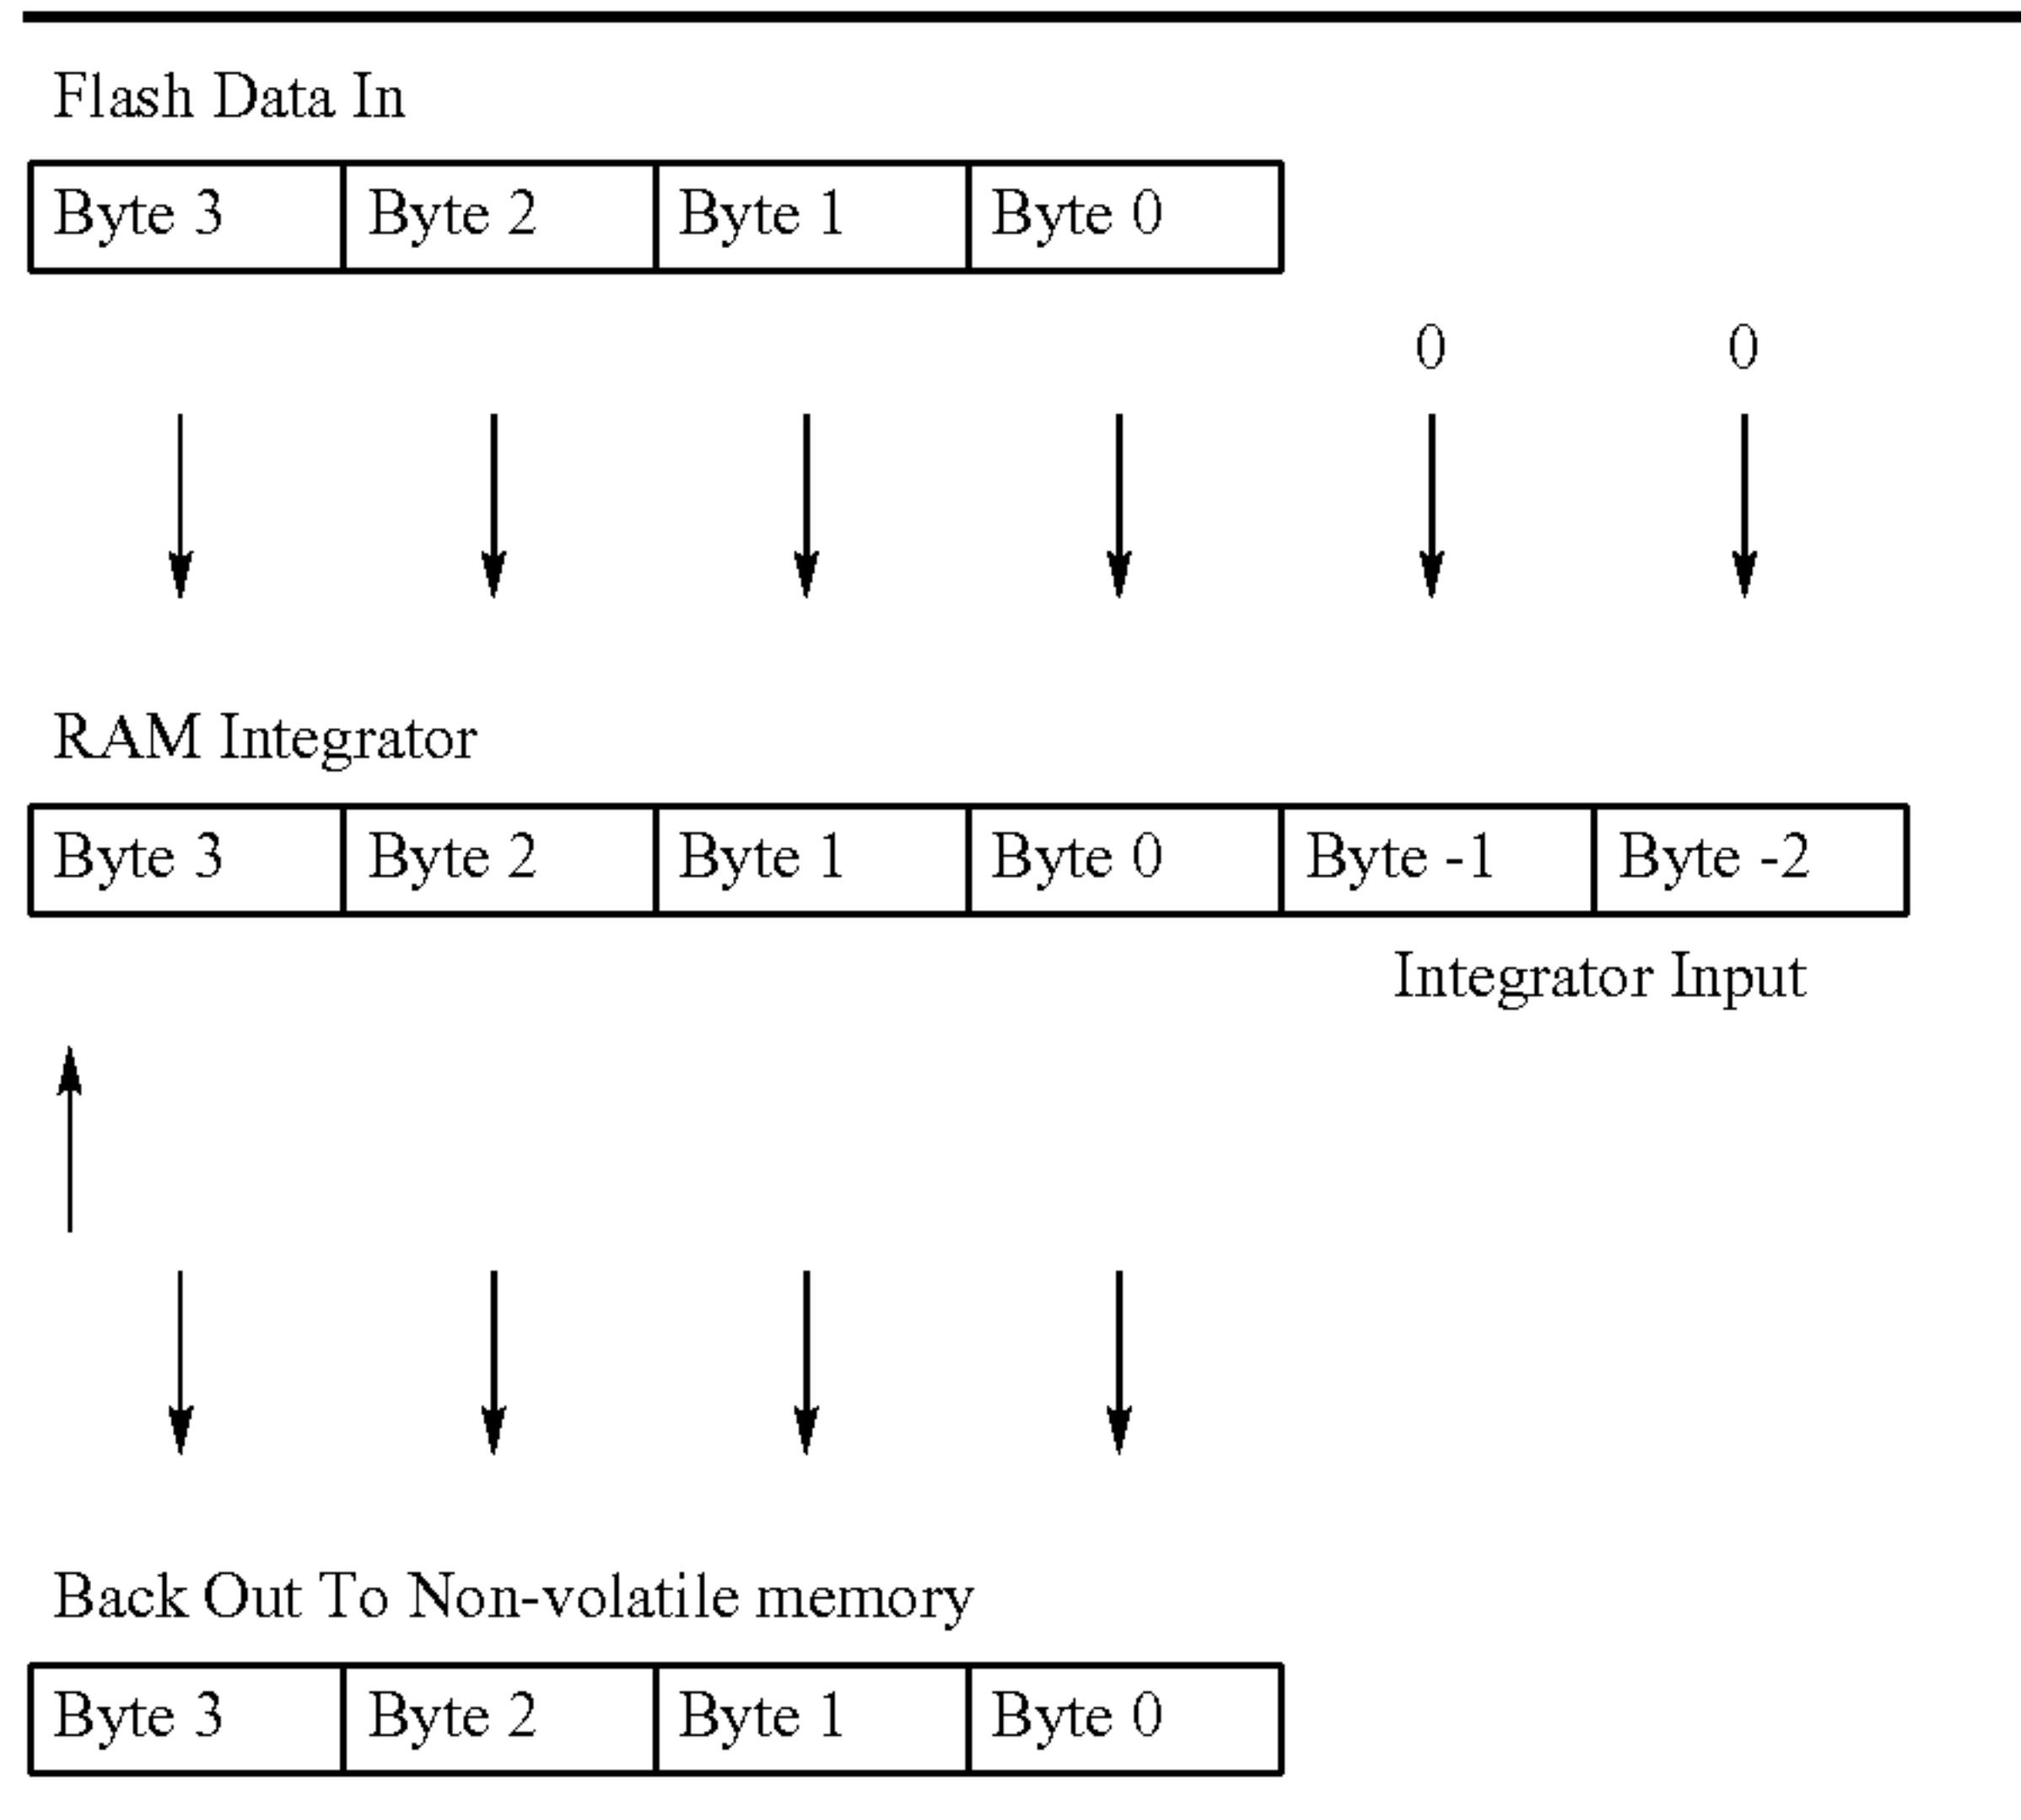 Flash Data In
Byte 3 Byte 2 Byte 1 Byte 0
0 0
RAM Integrator
Byte 3 Byte 2 Byte 1 Byte 0 Byte -1 Byte -2
Integrator Input
Back Out To Non-volatile memory
Byte 3 Byte 2 Byte 1 Byte 0